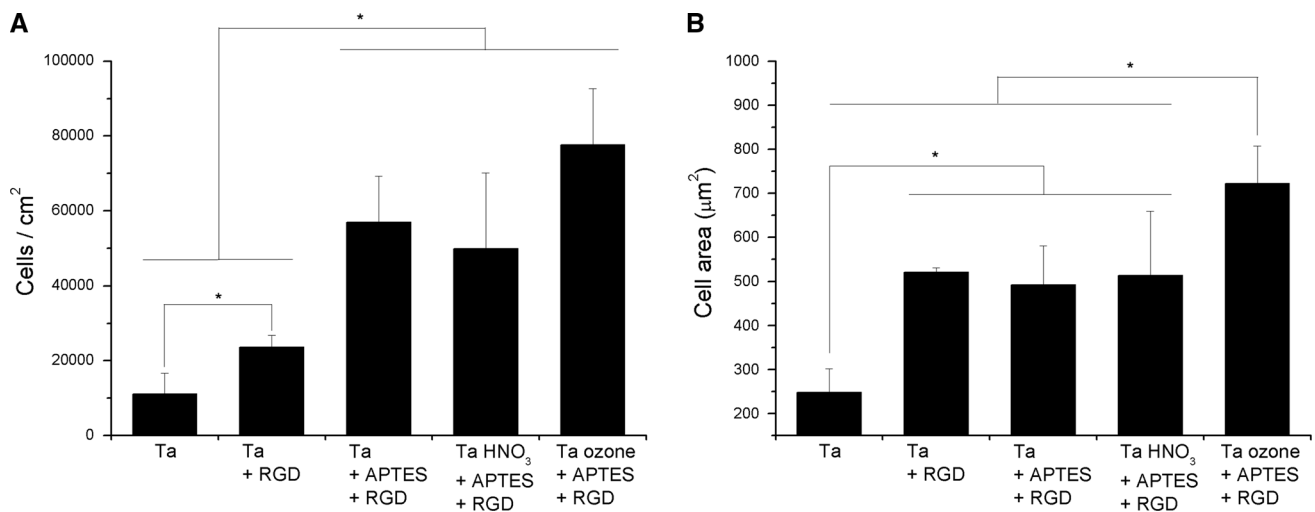 A
*
*
Cells / cm²
100000
80000
60000
40000
20000
0
Ta
Ta
+ RGD
Ta
+ APTES
+ RGD
Ta HNO₃
+ APTES
+ RGD
Ta ozone
+ APTES
+ RGD
B
*
*
Cell area (μm²)
1000
900
800
700
600
500
400
300
200
Ta
Ta
+ RGD
Ta
+ APTES
+ RGD
Ta HNO₃
+ APTES
+ RGD
Ta ozone
+ APTES
+ RGD